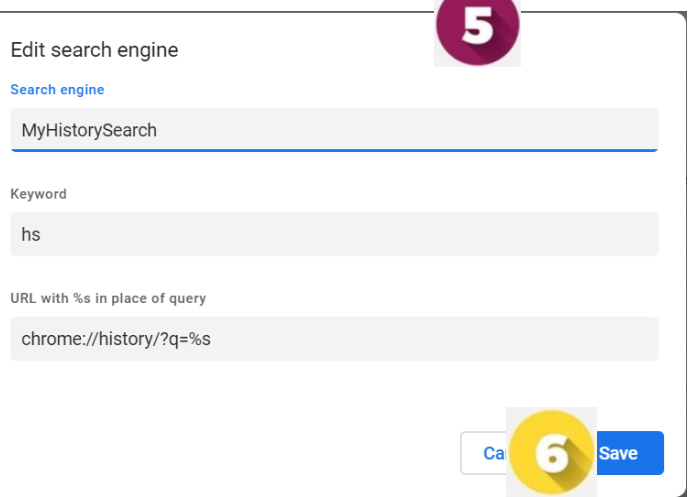 5
Edit search engine
Search engine
MyHistorySearch
Keyword
hs
URL with %s in place of query
chrome://history/?q=%s
Ca 6 Save